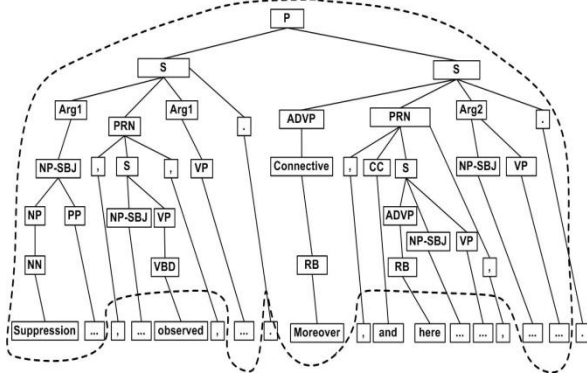 P
S S
Arg1 PRN Arg1 . ADVP PRN Arg2 .
NP-SBJ , S , VP Connective , CC S NP-SBJ VP
NP PP NP-SBJ VP ADVP NP-SBJ VP ,
NN VBD RB RB
Suppression ... , ... observed , ... . Moreover , and here ... ... , ... ... .